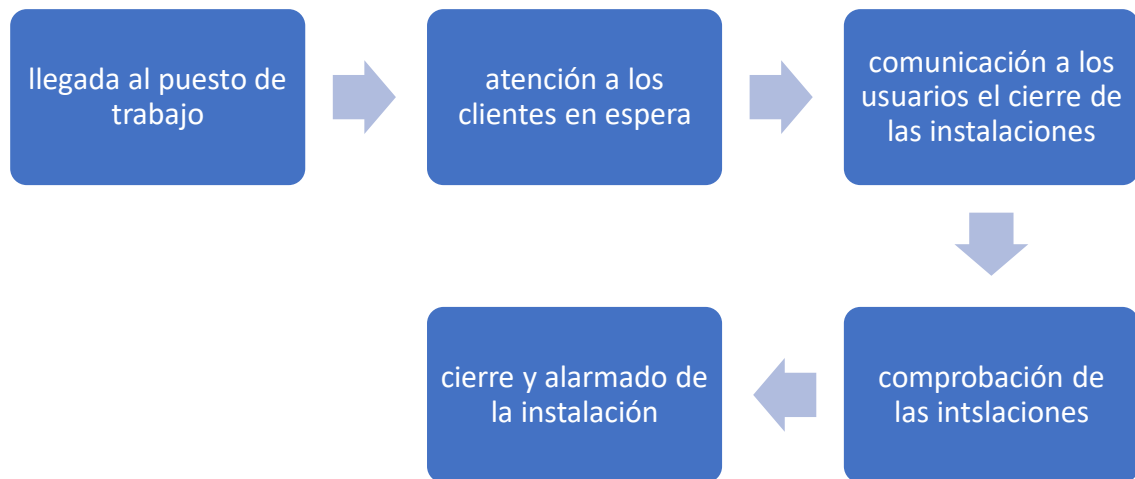 llegada al puesto de
trabajo
atención a los
clientes en espera
comunicación a los
usuarios el cierre de
las instalaciones
comprobación de
las intslaciones
cierre y alarmado de
la instalación